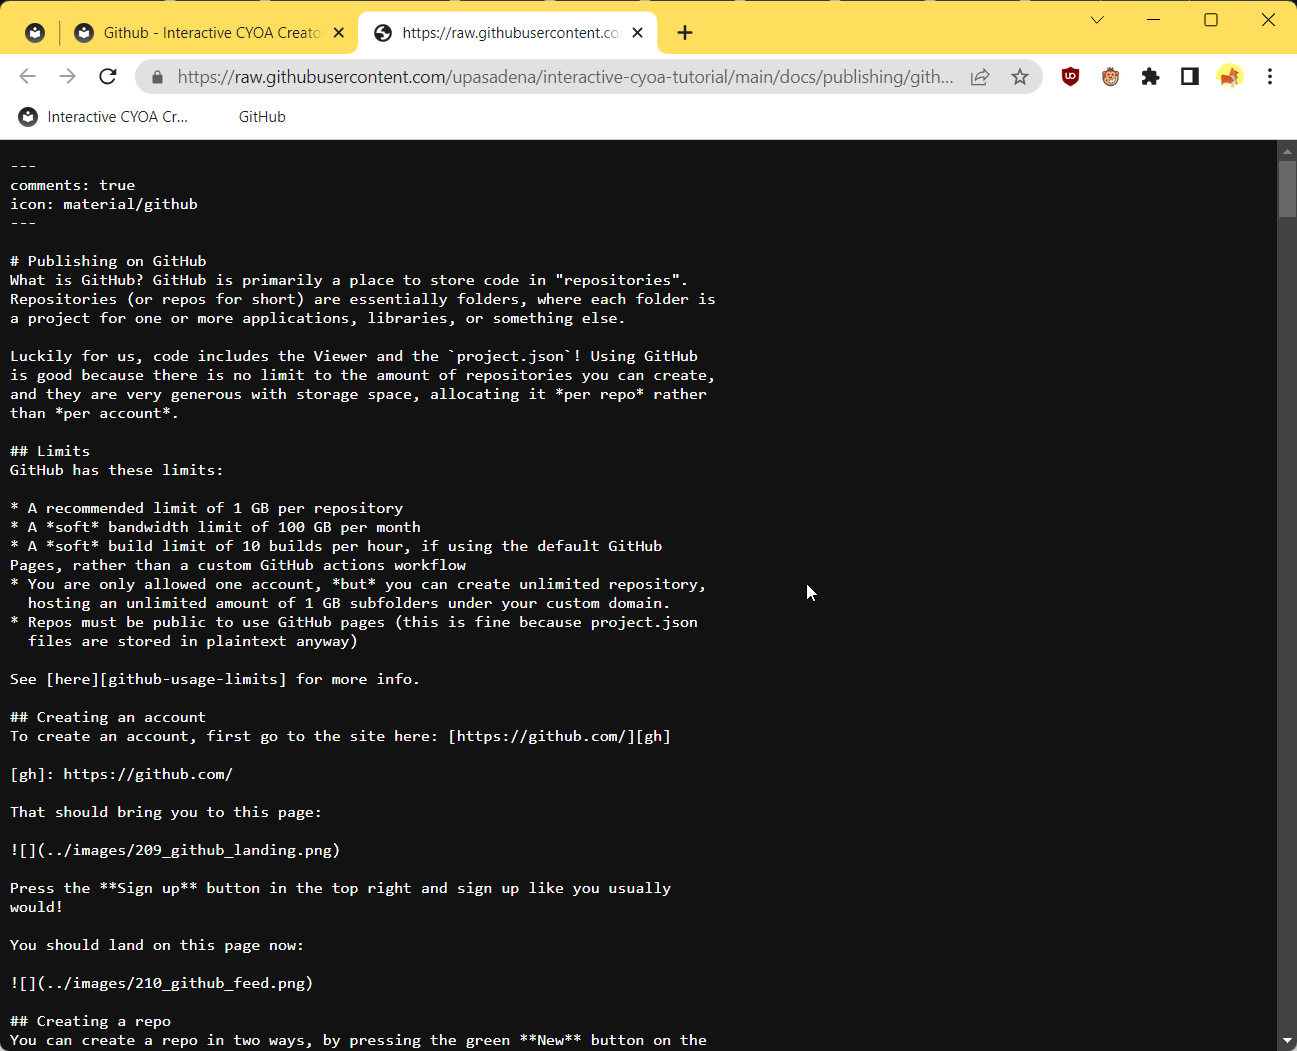 Github - Interactive CYOA Creato
https://raw.githubusercontent.co
https://raw.githubusercontent.com/upasadena/interactive-cyoa-tutorial/main/docs/publishing/gith...
Interactive CYOA Cr...
GitHub
---
comments: true
icon: material/github
---
# Publishing on GitHub
What is GitHub? GitHub is primarily a place to store code in "repositories".
Repositories (or repos for short) are essentially folders, where each folder is
a project for one or more applications, libraries, or something else.
Luckily for us, code includes the Viewer and the `project.json`! Using GitHub
is good because there is no limit to the amount of repositories you can create,
and they are very generous with storage space, allocating it *per repo* rather
than *per account*.
## Limits
GitHub has these limits:
* A recommended limit of 1 GB per repository
* A *soft* bandwidth limit of 100 GB per month
* A *soft* build limit of 10 builds per hour, if using the default GitHub
Pages, rather than a custom GitHub actions workflow
* You are only allowed one account, *but* you can create unlimited repository,
hosting an unlimited amount of 1 GB subfolders under your custom domain.
* Repos must be public to use GitHub pages (this is fine because project.json
files are stored in plaintext anyway)
See [here][github-usage-limits] for more info.
## Creating an account
To create an account, first go to the site here: [https://github.com/][gh]
[gh]: https://github.com/
That should bring you to this page:
![](../images/209_github_landing.png)
Press the **Sign up** button in the top right and sign up like you usually
would!
You should land on this page now:
![](../images/210_github_feed.png)
## Creating a repo
You can create a repo in two ways, by pressing the green **New** button on the